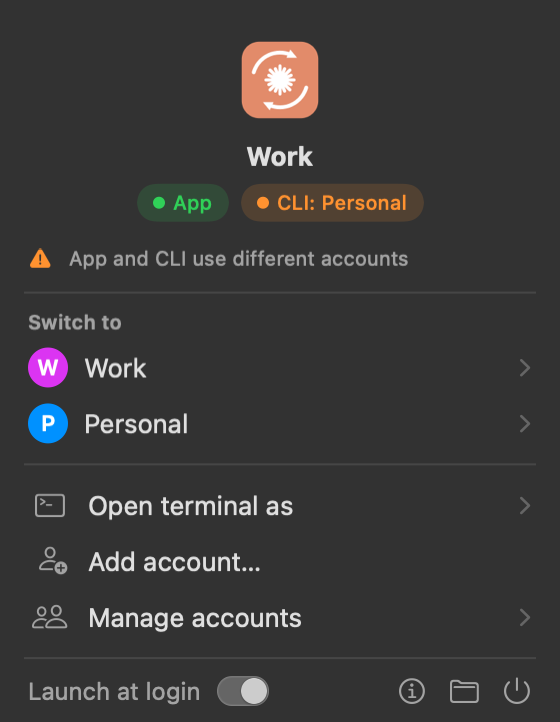 Work
App
CLI: Personal
App and CLI use different accounts
Switch to
W Work
P Personal
Open terminal as
Add account...
Manage accounts
Launch at login